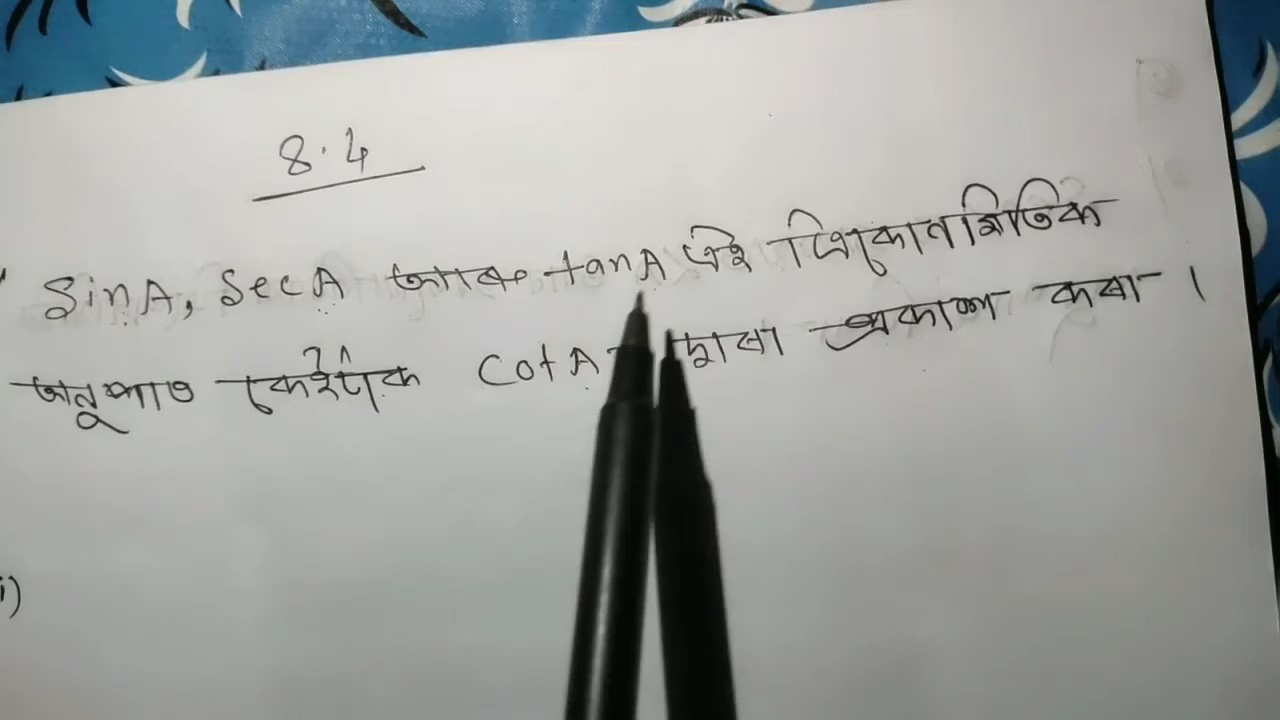 8.4
SinA, SecA আৰু tanA এই ত্ৰিকোণমিতিক
অনুপাত কেইটাক CotA দ্বাৰা প্ৰকাশ কৰা ।
i)